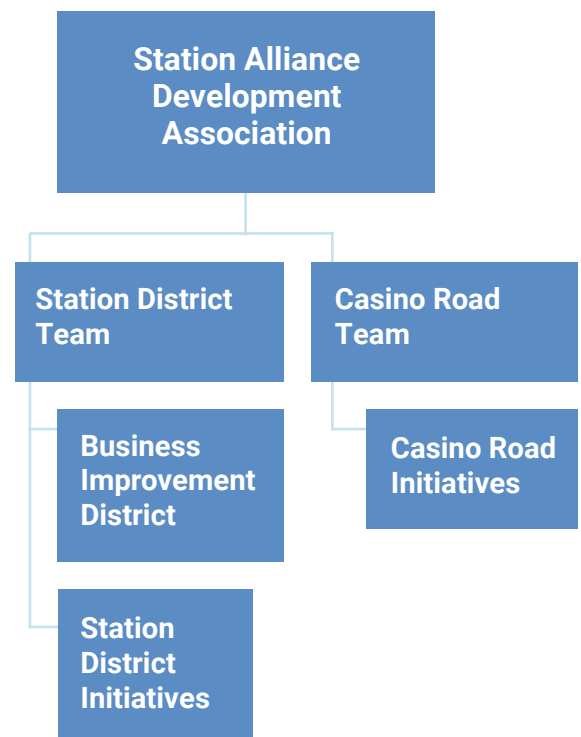 Station Alliance
Development
Association
Station District
Team
Casino Road
Team
Business
Improvement
District
Casino Road
Initiatives
Station
District
Initiatives